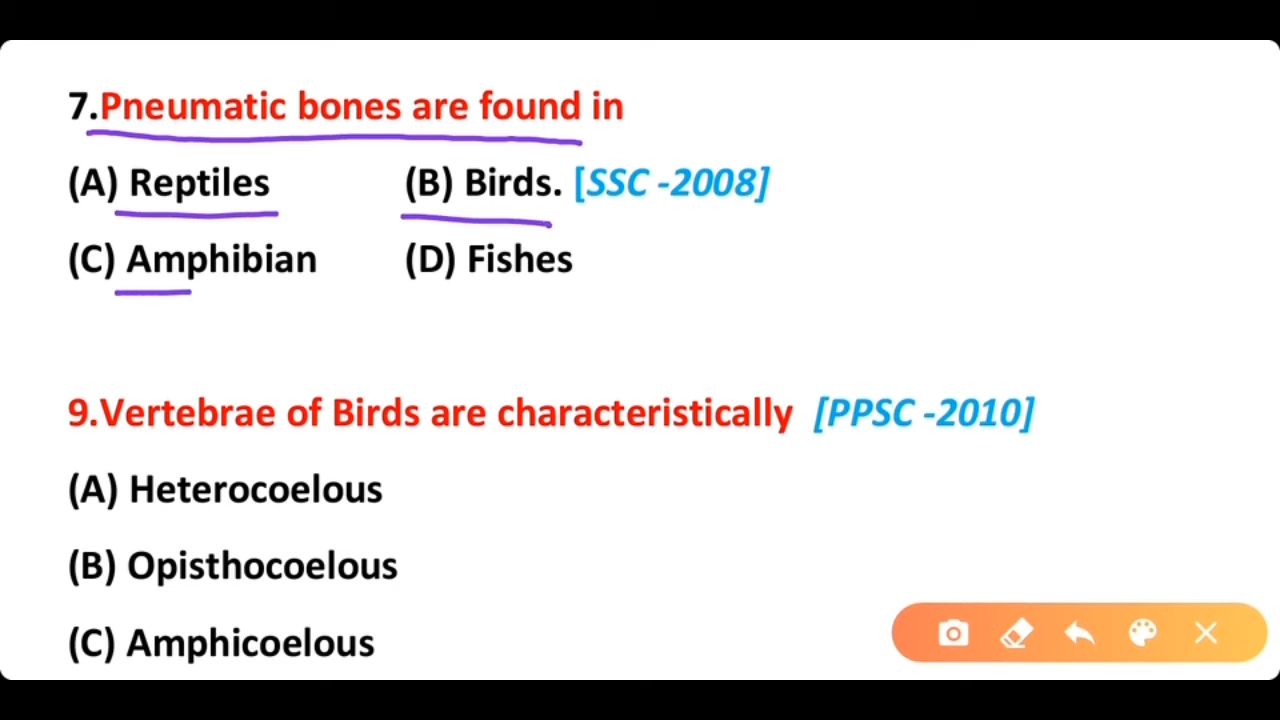 7.Pneumatic bones are found in
(A) Reptiles (B) Birds. [SSC -2008]
(C) Amphibian (D) Fishes
9.Vertebrae of Birds are characteristically [PPSC -2010]
(A) Heterocoelous
(B) Opisthocoelous
(C) Amphicoelous